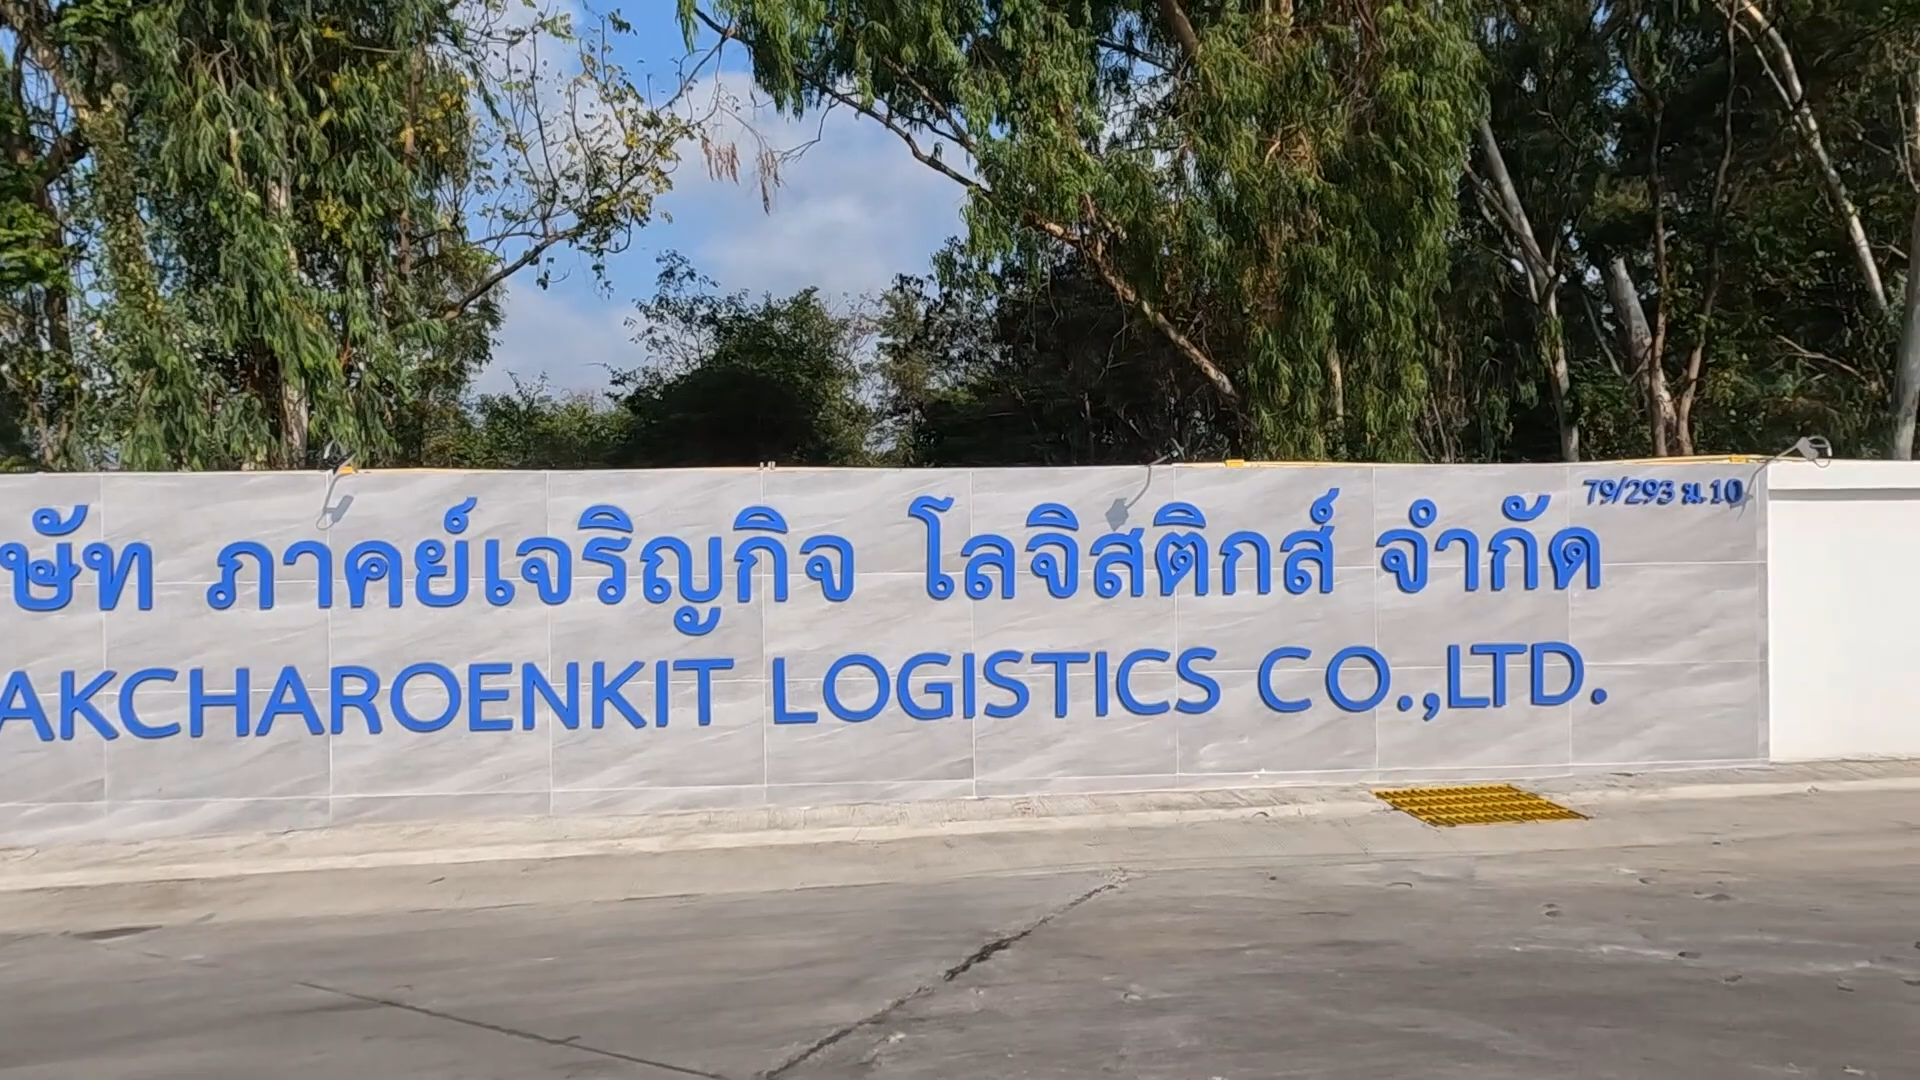 ษัท ภาคย์เจริญกิจ โลจิสติกส์ จำกัด
79/293 ม.10
AKCHAROENKIT LOGISTICS CO.,LTD.